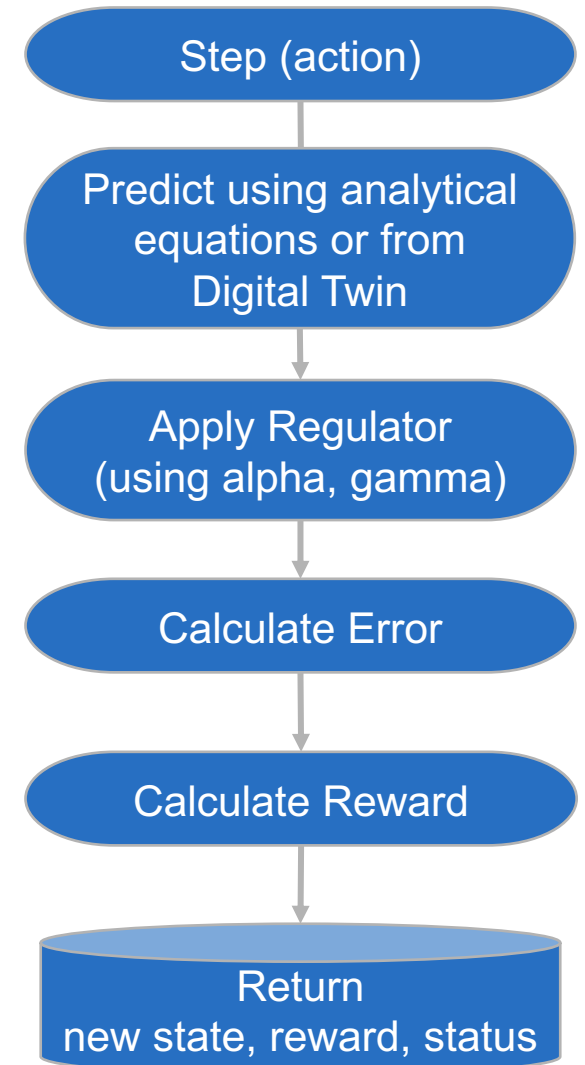 Step (action)
Predict using analytical
equations or from
Digital Twin
Apply Regulator
(using alpha, gamma)
Calculate Error
Calculate Reward
Return
new state, reward, status